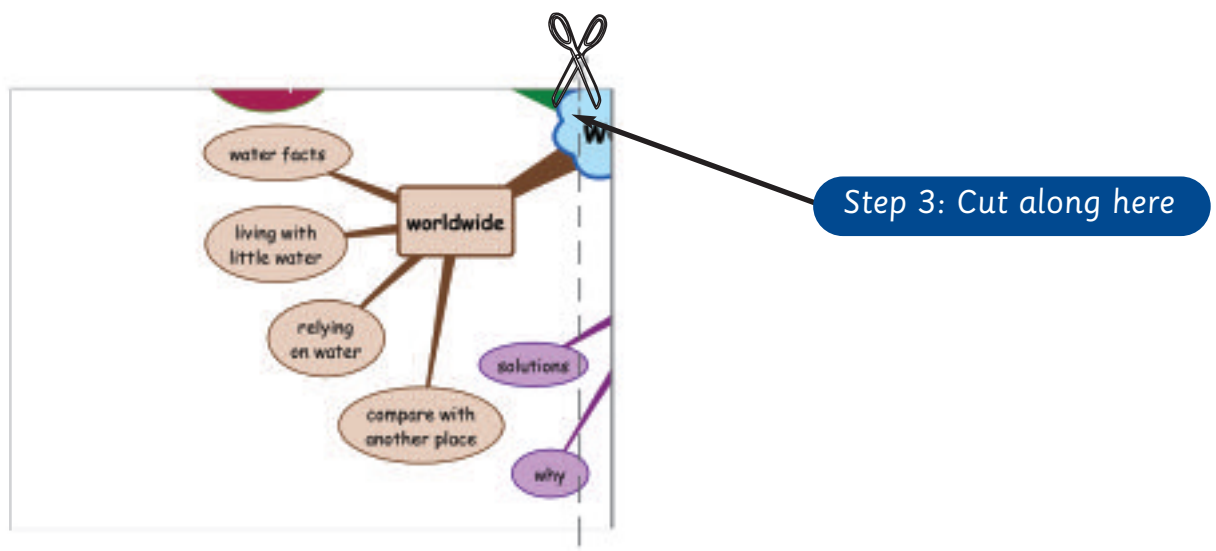 w
water facts
worldwide
Step 3: Cut along here
living with
little water
relying
on water
solutions
compare with
another place
why